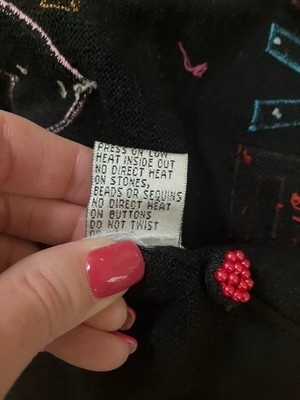 PRESS ON LOW
HEAT INSIDE OUT
NO DIRECT HEAT
ON STONES,
BEADS OR SEQUINS
NO DIRECT HEAT
ON BUTTONS
DO NOT TWIST